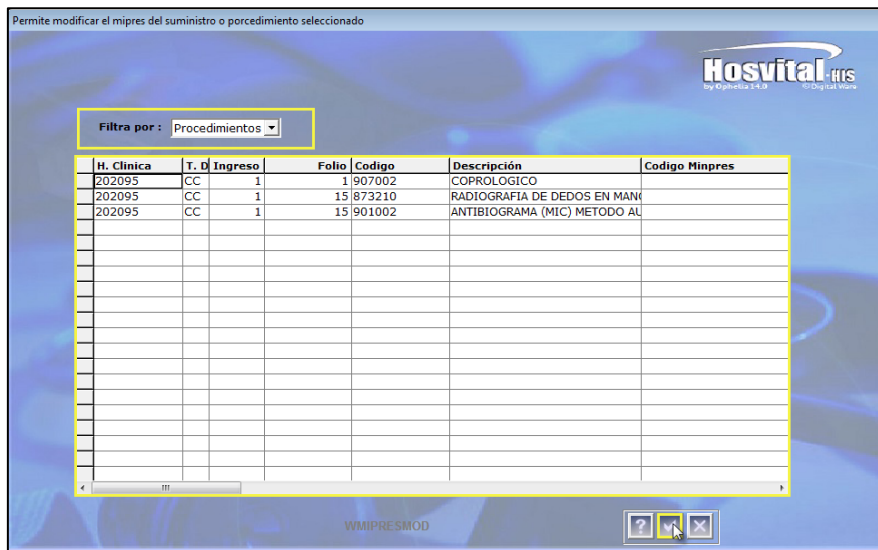 Permite modificar el mipres del suministro o porcedimiento seleccionado
Hosvital-HIS
by Ophelia 14.0 © Digital Ware
Filtra por : Procedimientos
H. Clinica T. D Ingreso Folio Codigo Descripción Codigo Minpres
202095 CC 1 1 907002 COPROLOGICO
202095 CC 1 15 873210 RADIOGRAFIA DE DEDOS EN MANO
202095 CC 1 15 901002 ANTIBIOGRAMA (MIC) METODO AU
WMIPRESMOD
?